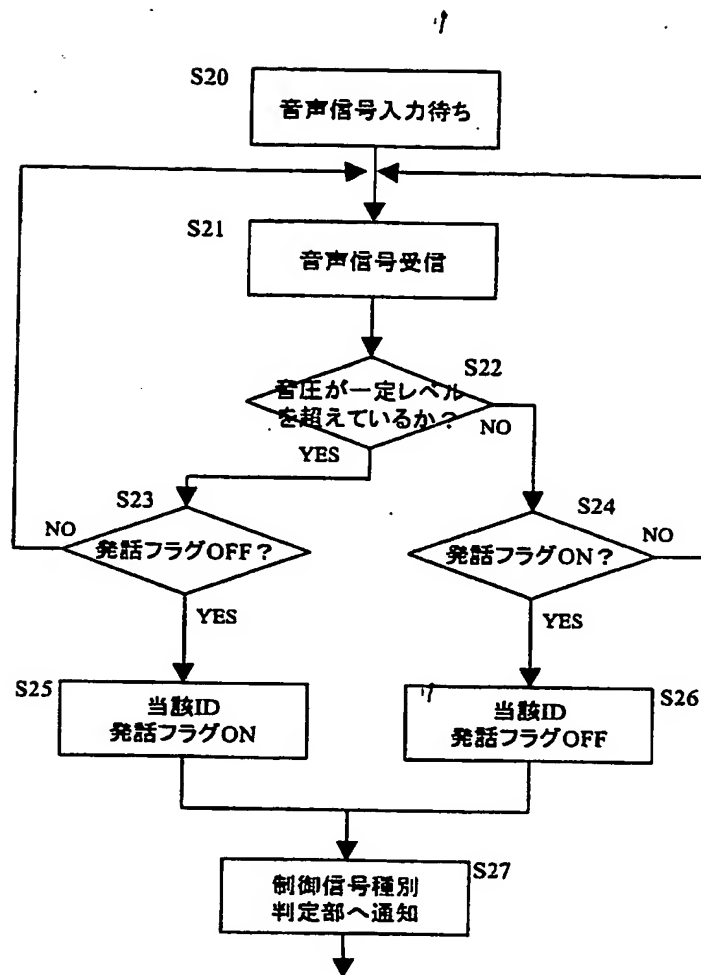 S20
音声信号入力待ち
S21
音声信号受信
S22
音圧が一定レベル
を超えているか?
NO
YES
S23
NO
発話フラグOFF?
YES
S24
発話フラグON?
NO
YES
S25
当該ID
発話フラグON
当該ID
発話フラグOFF
S26
S27
制御信号種別
判定部へ通知